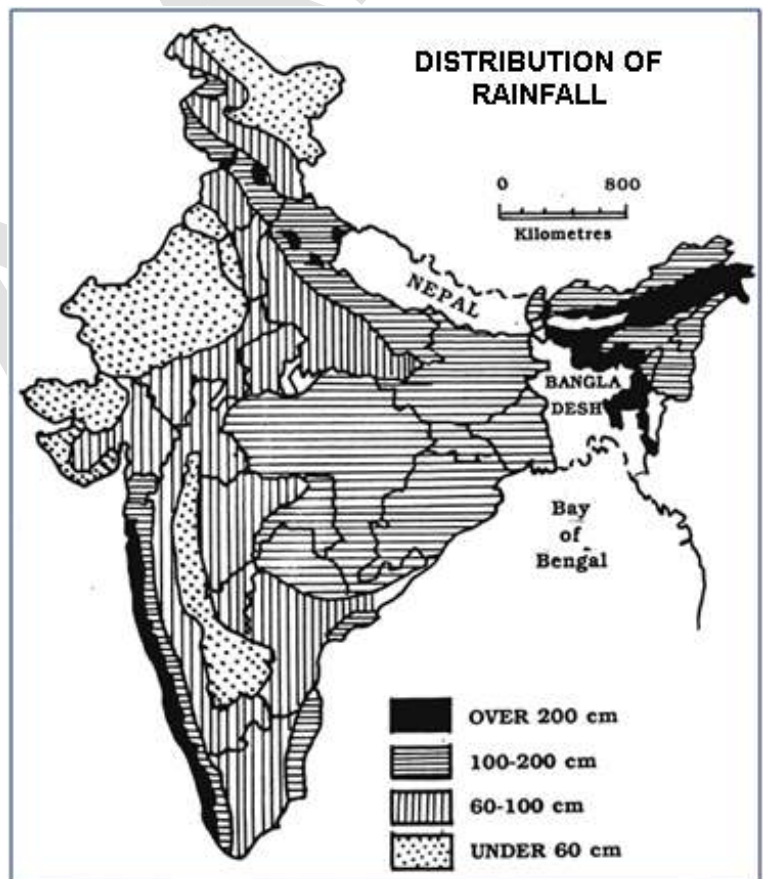 DISTRIBUTION OF
RAINFALL
0 800
Kilometres
NEPAL
BANGLA
DESH
Bay
of
Bengal
OVER 200 cm
100-200 cm
60-100 cm
UNDER 60 cm